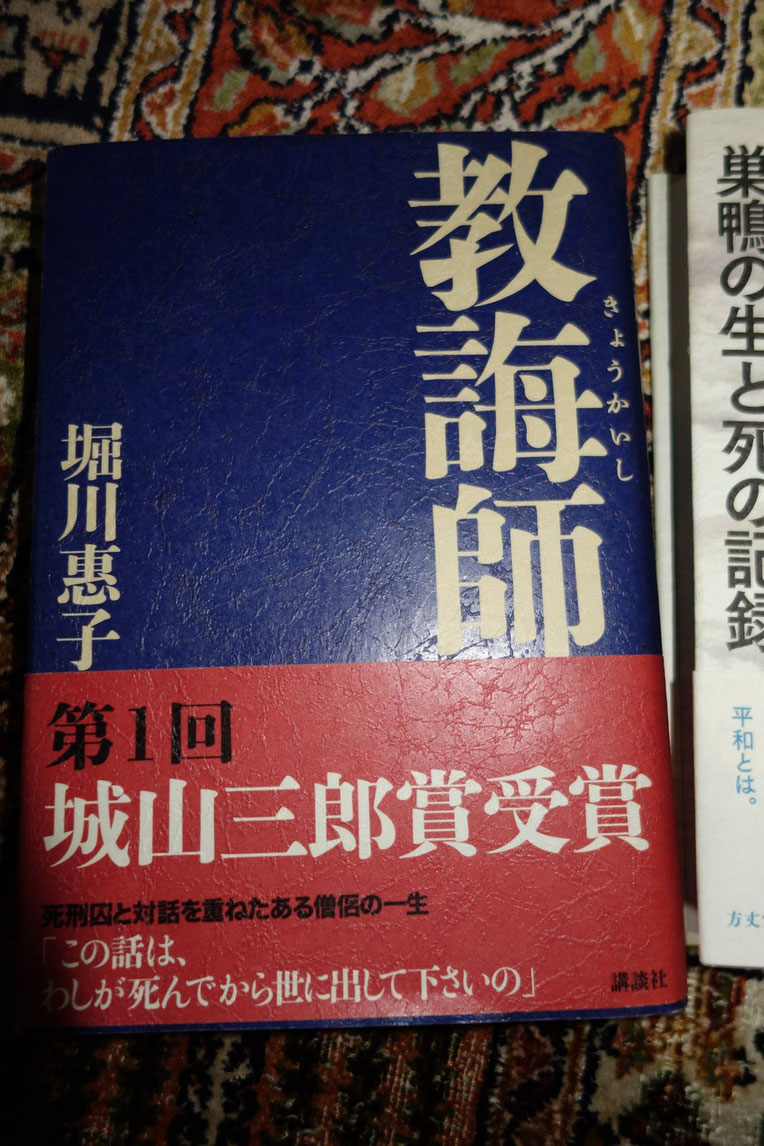 教誨師
きょうかいし
堀川惠子
第1回
城山三郎賞受賞
死刑囚と対話を重ねたある僧侶の一生
「この話は、
わしが死んでから世に出して下さいの」
講談社
巣鴨の生と死の記録
平和とは。
方丈